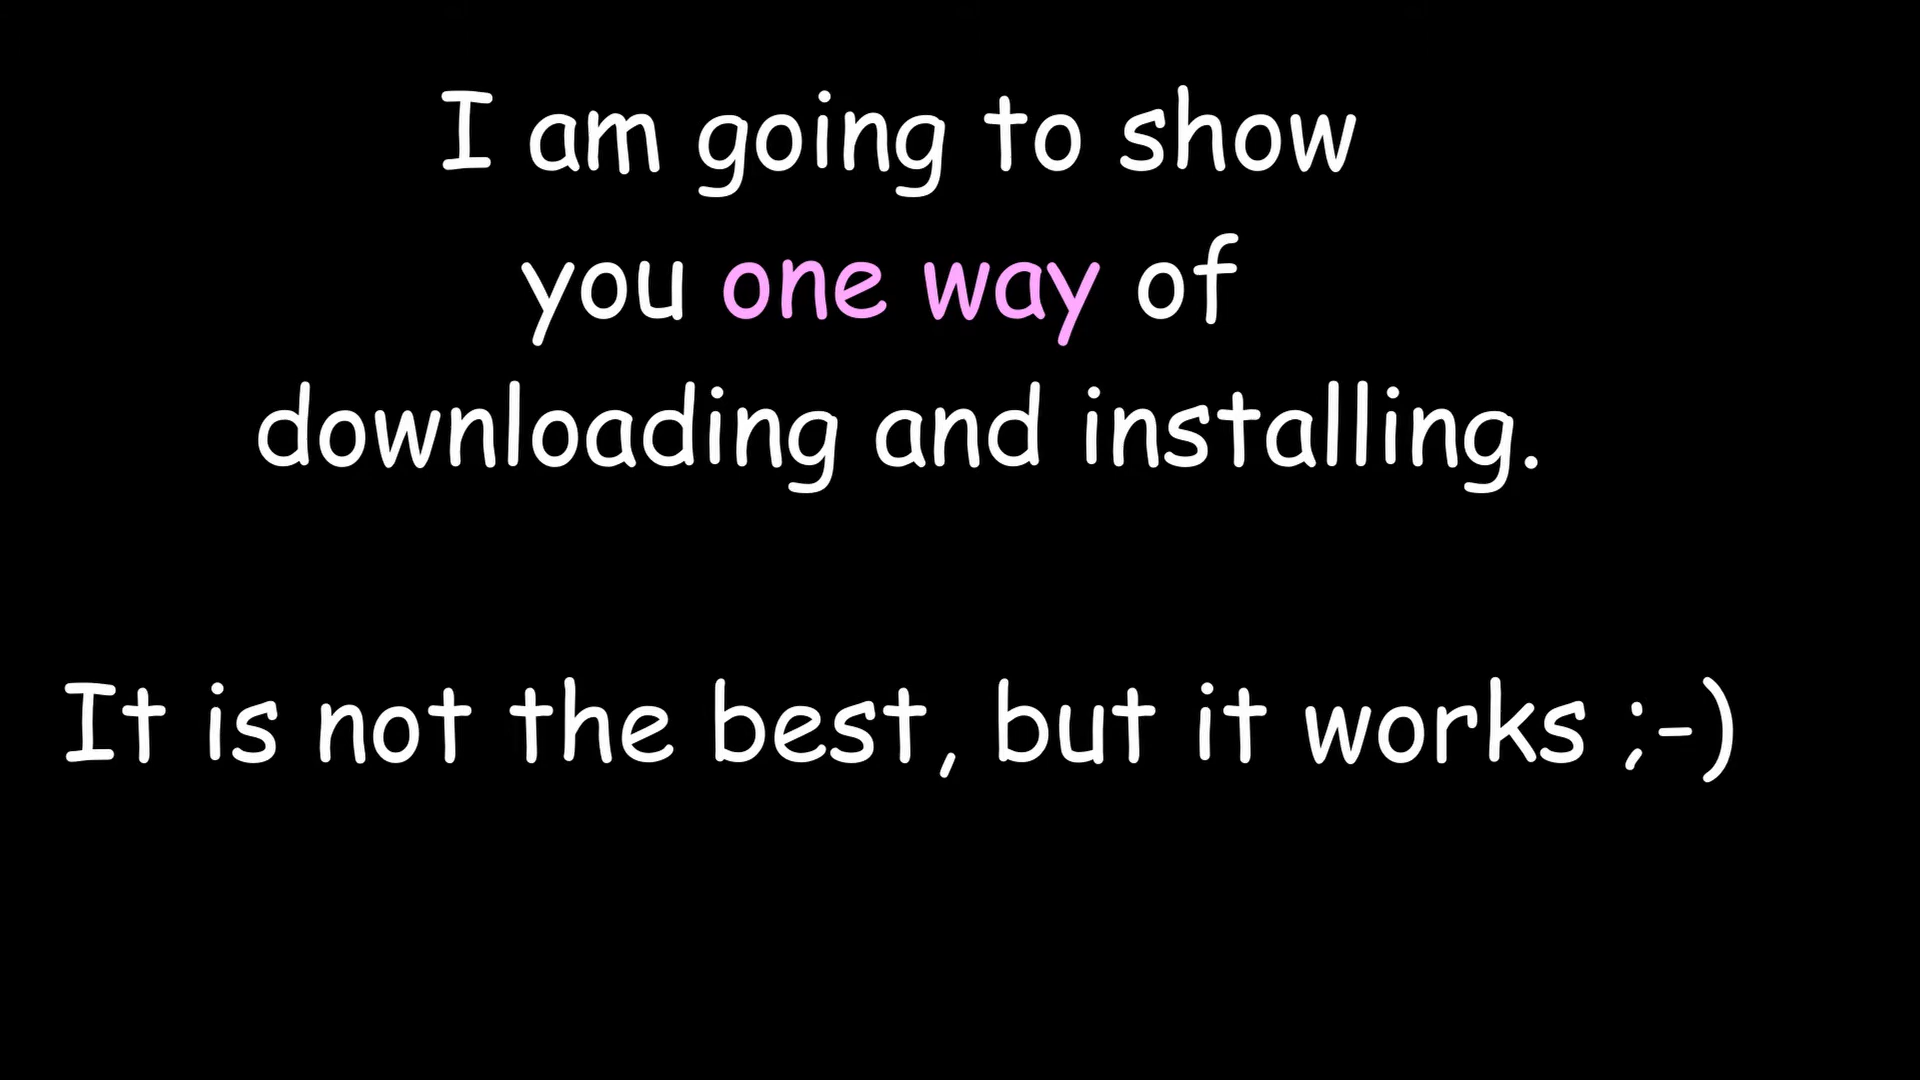 I am going to show
you one way of
downloading and installing.
It is not the best, but it works ;-)